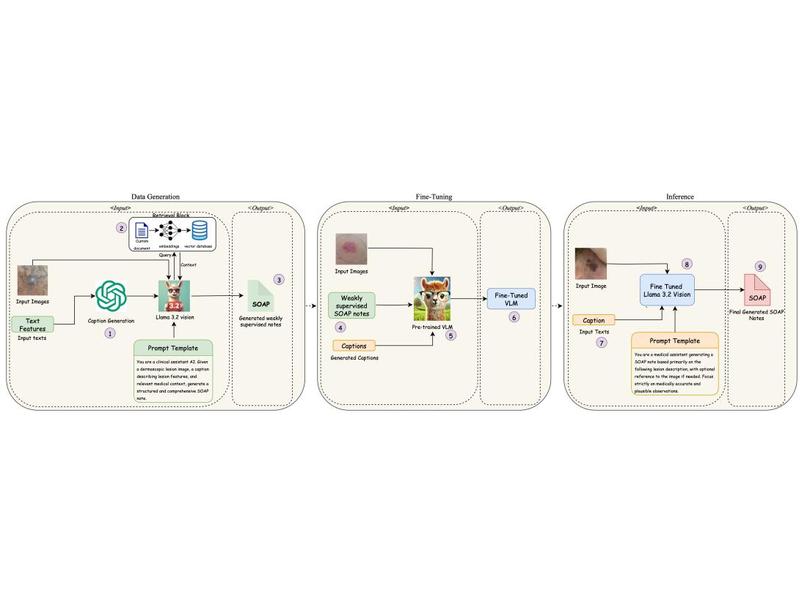 Data Generation
<Input>
<Output>
Retrieval Block
2
Custom
document
embeddings
vector database
Query
Context
3
Input Images
Text
Features
Input texts
Caption Generation
1
3.2
Llama 3.2 vision
SOAP
Generated weakly
supervised notes
Prompt Template
You are a clinical assistant AI. Given
a dermoscopic lesion image, a caption
describing lesion features, and
relevant medical context, generate a
structured and comprehensive SOAP
note.
Fine-Tuning
<Input>
<Output>
Input Images
Weakly
supervised
SOAP notes
4
Captions
Generated Captions
Pre-trained VLM
5
Fine-Tuned
VLM
6
Inference
<Input>
<Output>
Input Image
8
Fine Tuned
Llama 3.2 Vision
Caption
Input Texts
7
Prompt Template
You are a medical assistant generating a
SOAP note based primarily on the
following lesion description, with optional
reference to the image if needed. Focus
strictly on medically accurate and
plausible observations.
9
SOAP
Final Generated SOAP
Notes